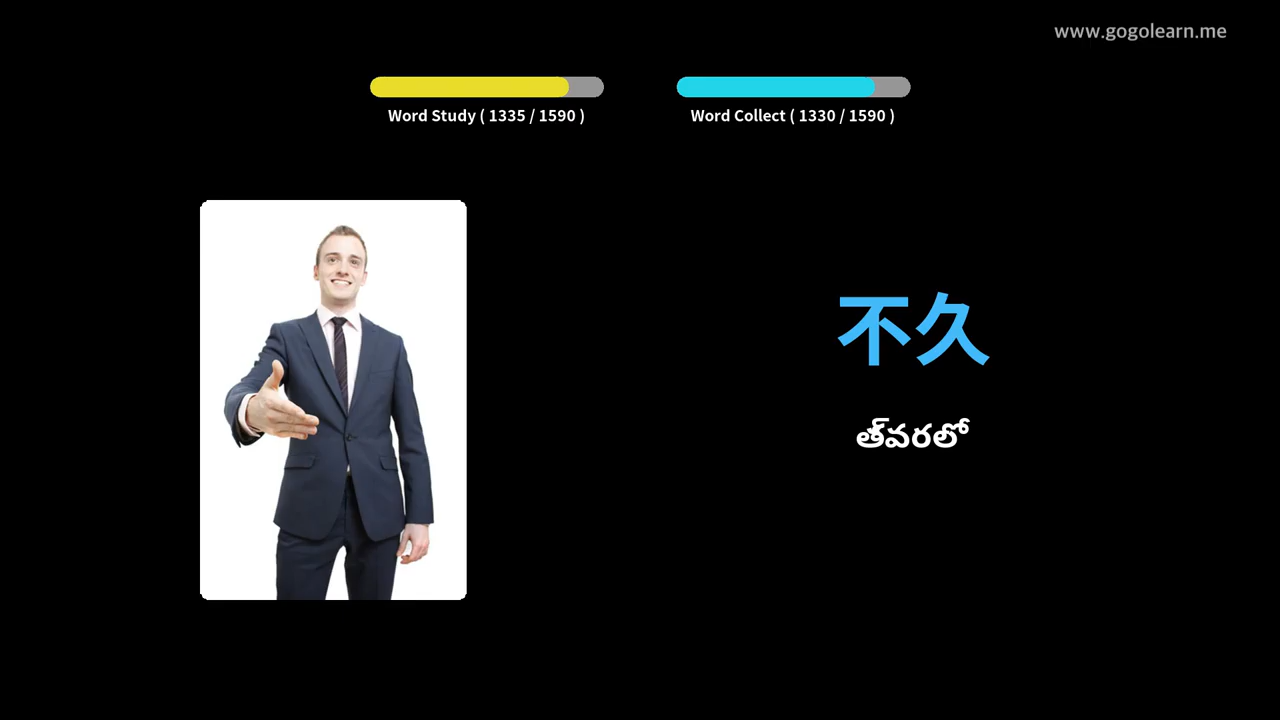 www.gogolearn.me
Word Study ( 1335 / 1590 )
Word Collect ( 1330 / 1590 )
不久
త్వరలో